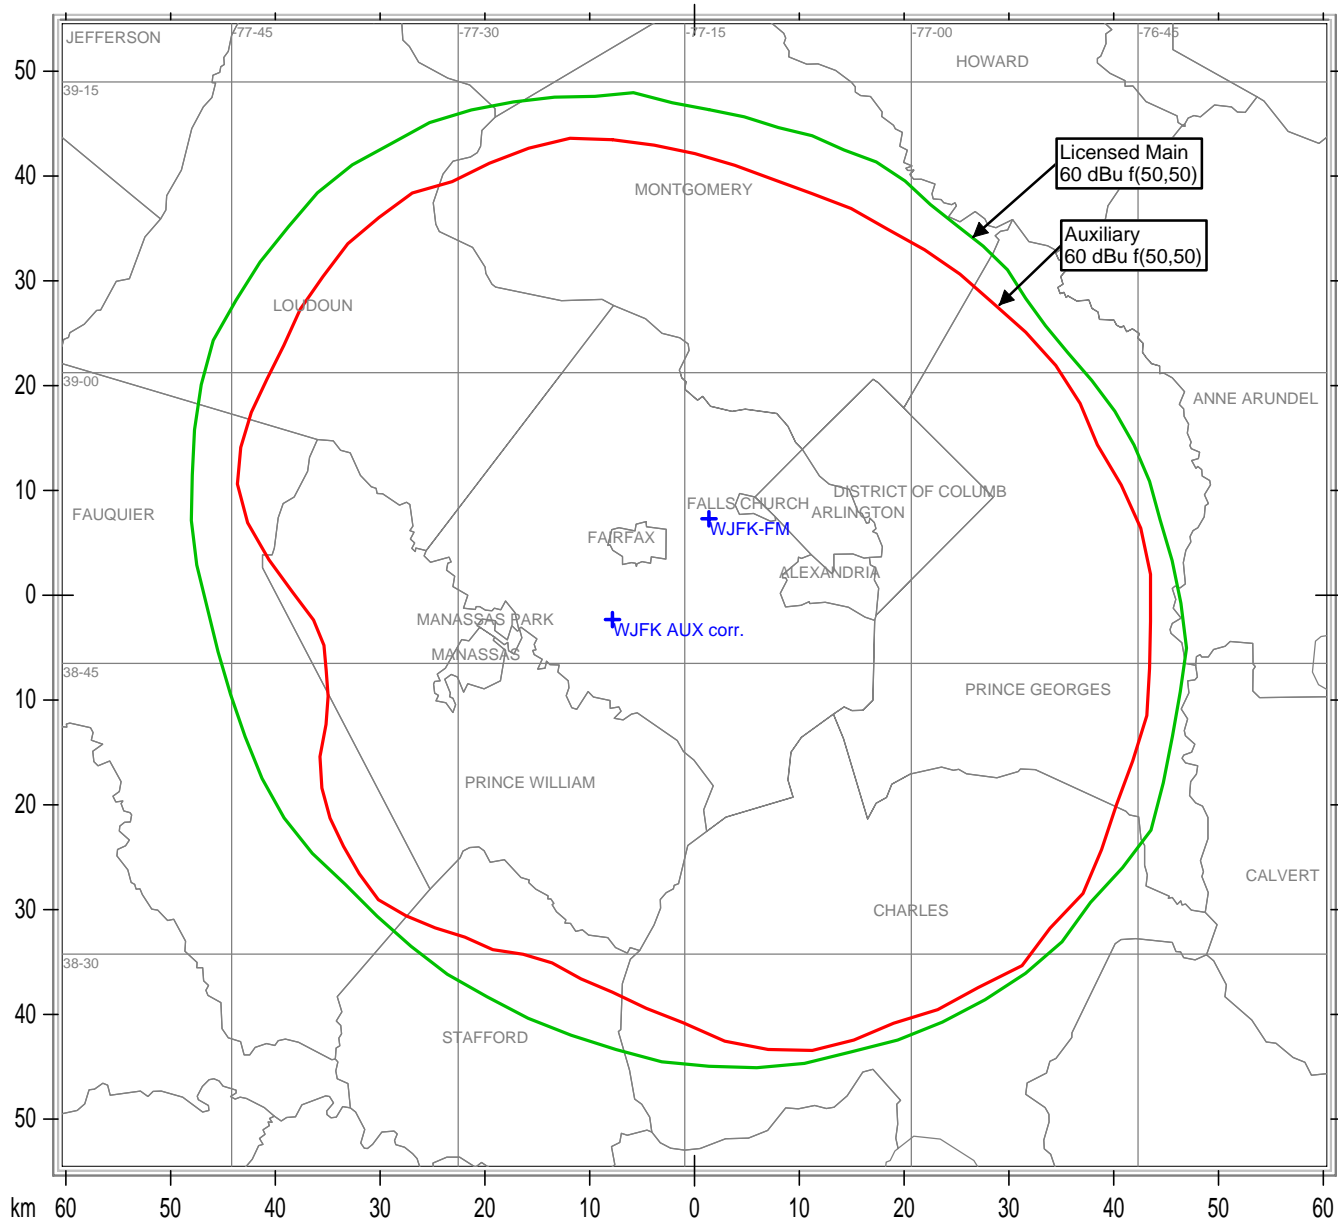 JEFFERSON
-77-45
-77-30
-77-15
-77-00
-76-45
HOWARD
50
39-15
Licensed Main
60 dBu f(50,50)
40
MONTGOMERY
Auxiliary
60 dBu f(50,50)
30
LOUDOUN
20
39-00
ANNE ARUNDEL
10
FALLS CHURCH
DISTRICT OF COLUMB
FAUQUIER
ARLINGTON
WJFK-FM
FAIRFAX
ALEXANDRIA
0
MANASSAS PARK
WJFK AUX corr.
MANASSAS
38-45
PRINCE GEORGES
10
PRINCE WILLIAM
20
CALVERT
30
CHARLES
38-30
40
STAFFORD
50
km 60 50 40 30 20 10 0 10 20 30 40 50 60